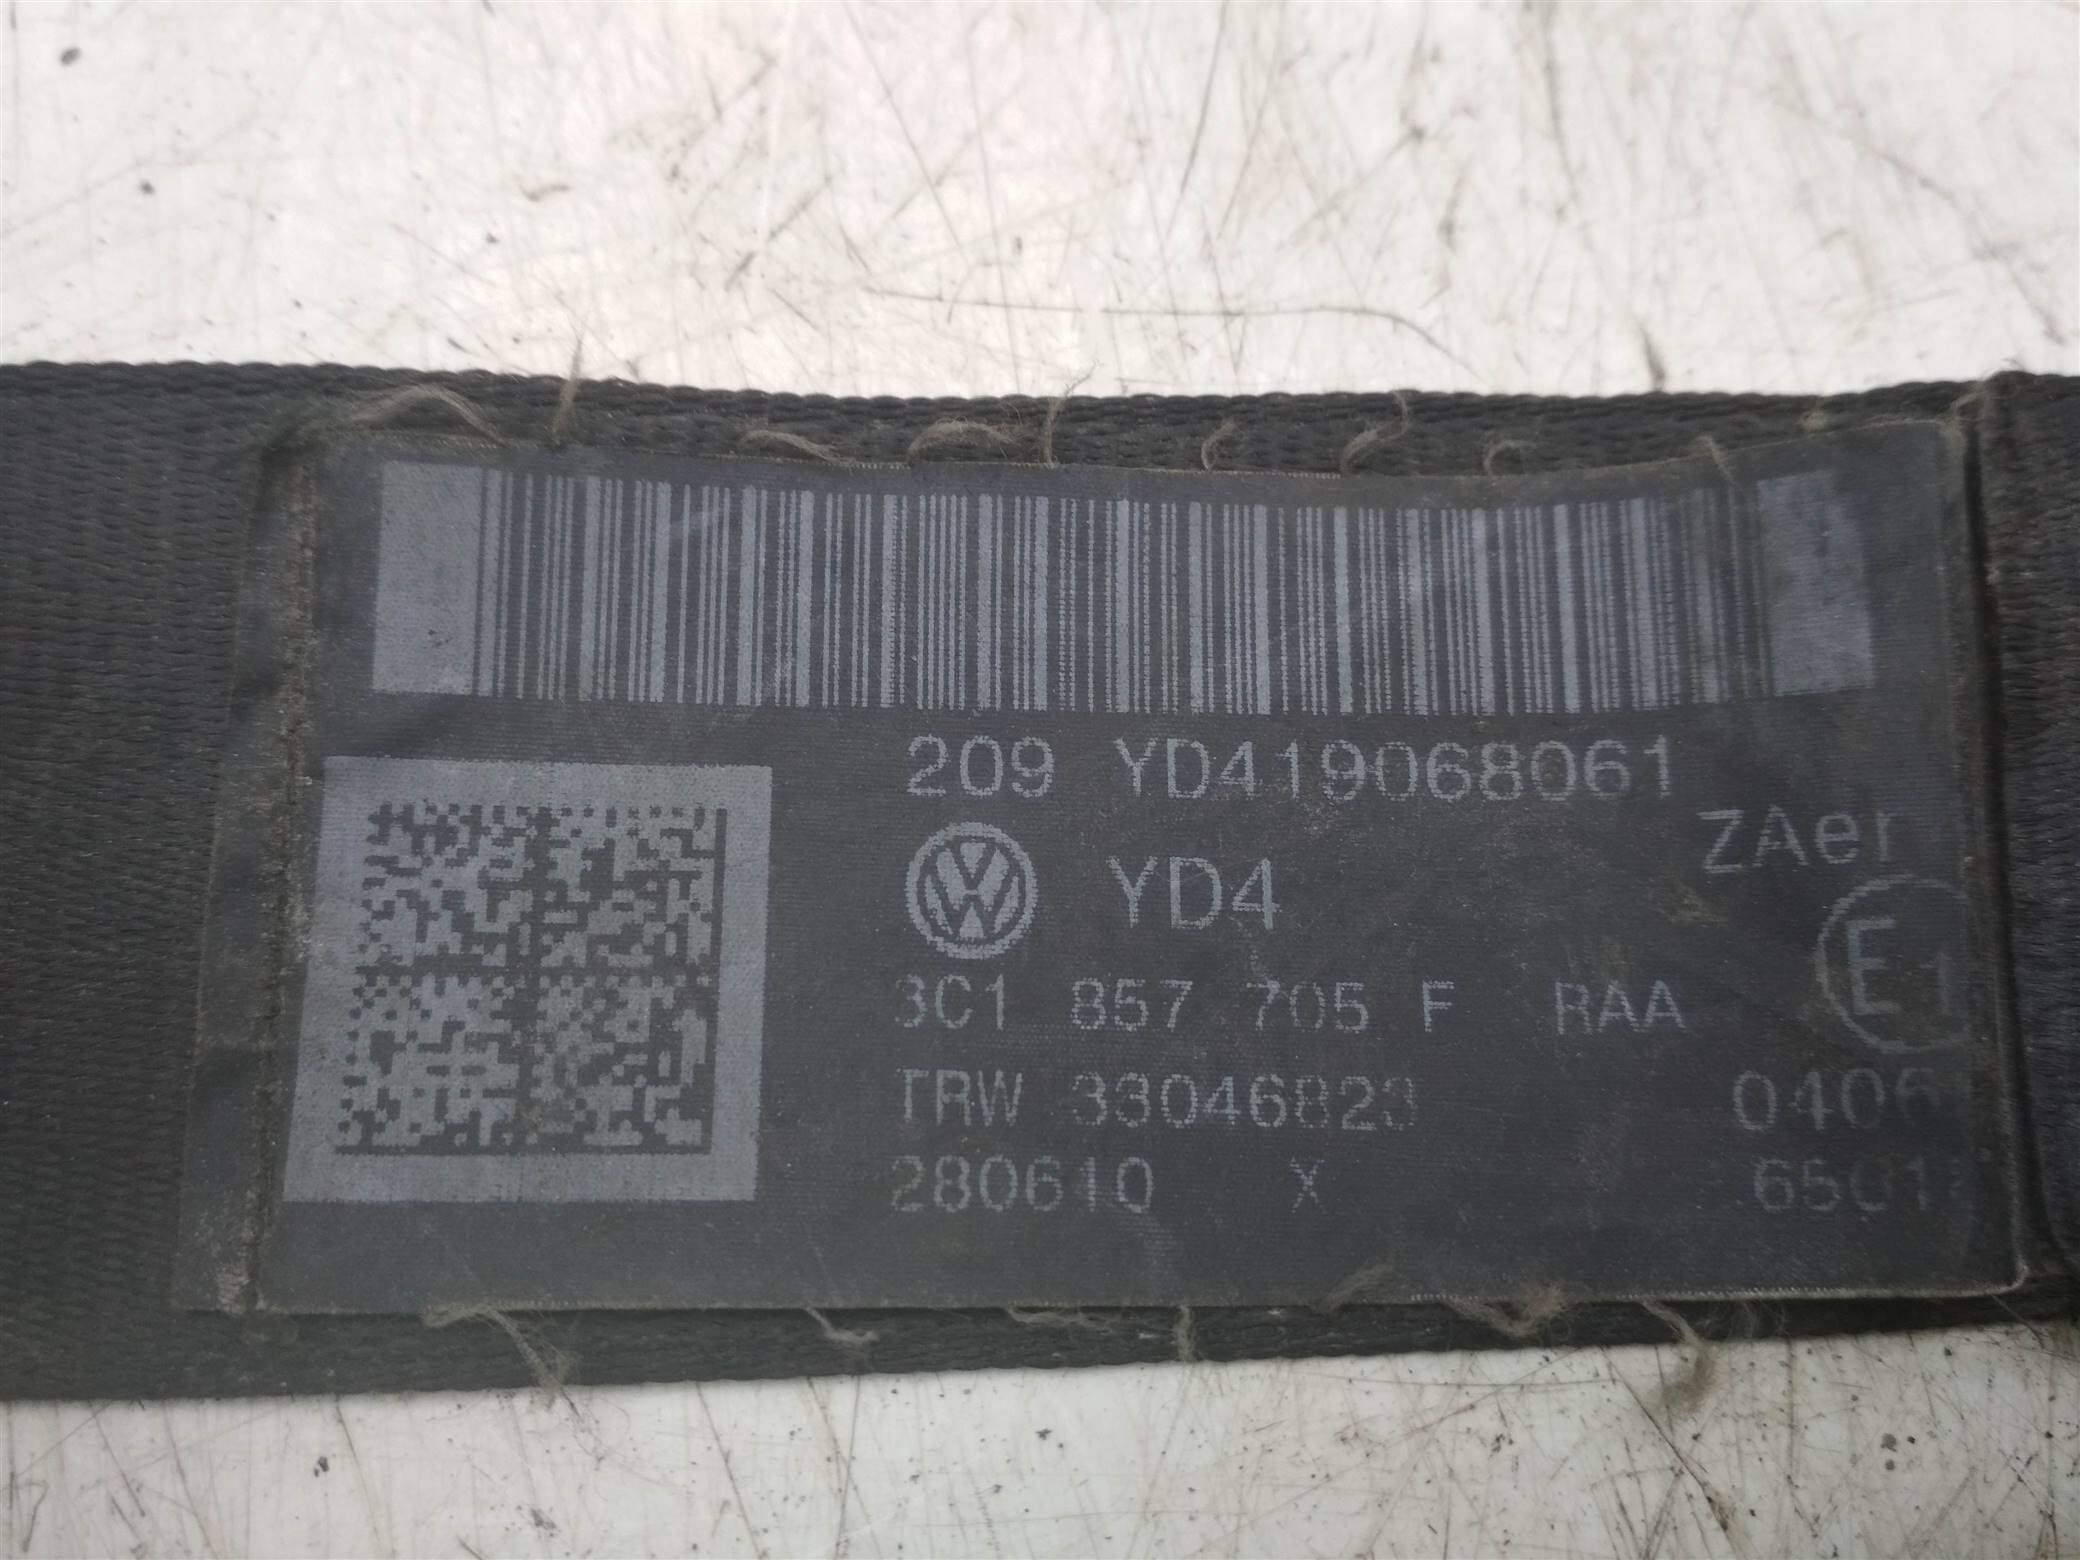 209 YD419068061
ZAer
YD4
E1
3C1 857 705 F RAA
TRW 33046823 0406
280610 X 6501